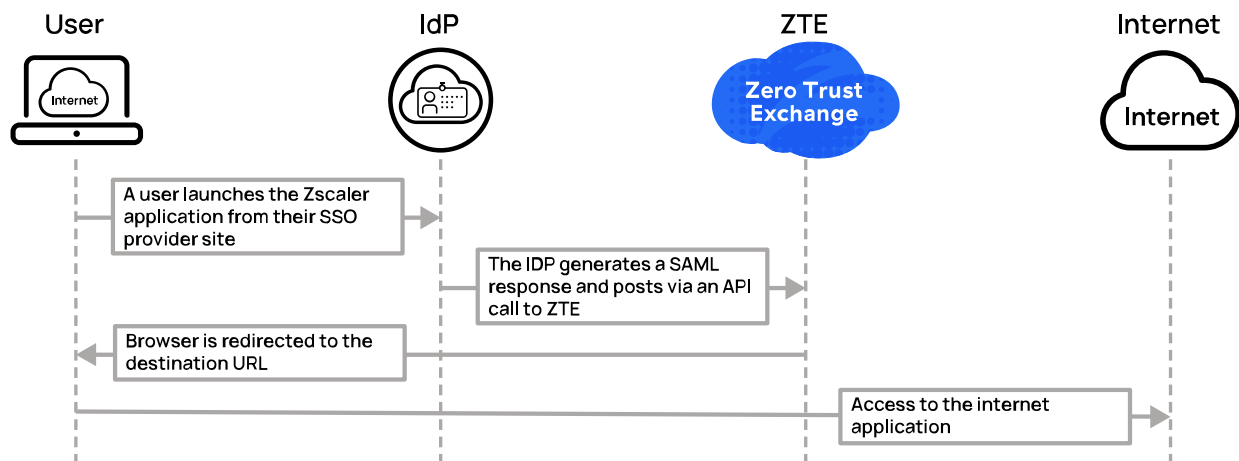 User
IdP
ZTE
Internet
Internet
Zero Trust
Exchange
Internet
A user launches the Zscaler
application from their SSO
provider site
The IDP generates a SAML
response and posts via an API
call to ZTE
Browser is redirected to the
destination URL
Access to the internet
application